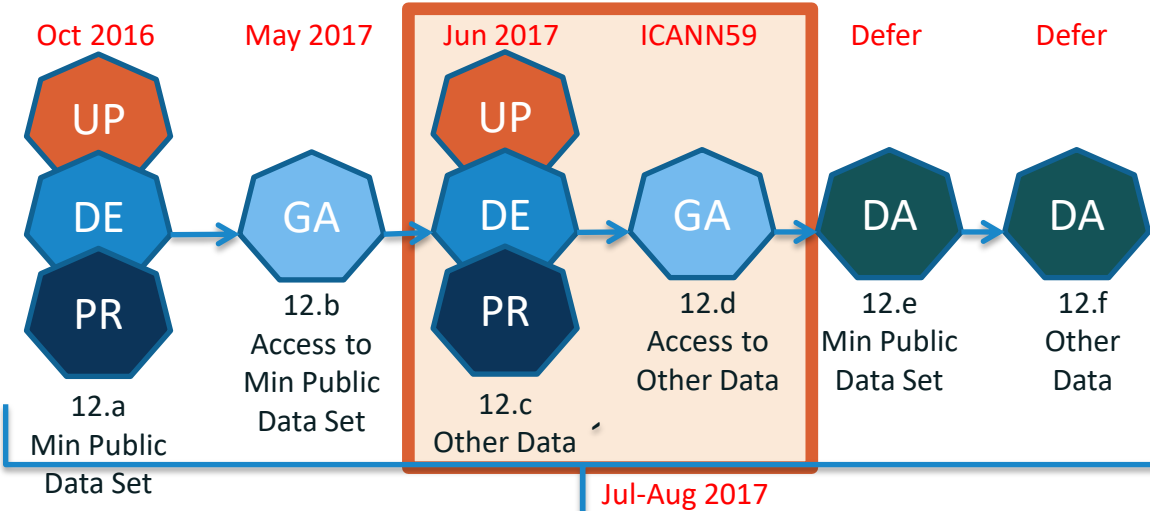 Oct 2016
May 2017
Jun 2017
ICANN59
Defer
Defer
UP
DE
PR
GA
UP
DE
PR
GA
DA
DA
12.a
Min Public
Data Set
12.b
Access to
Min Public
Data Set
12.c
Other Data
12.d
Access to
Other Data
12.e
Min Public
Data Set
12.f
Other
Data
Jul-Aug 2017